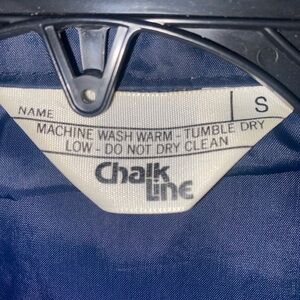 NAME S
MACHINE WASH WARM - TUMBLE DRY
LOW - DO NOT DRY CLEAN
Chalk
Line